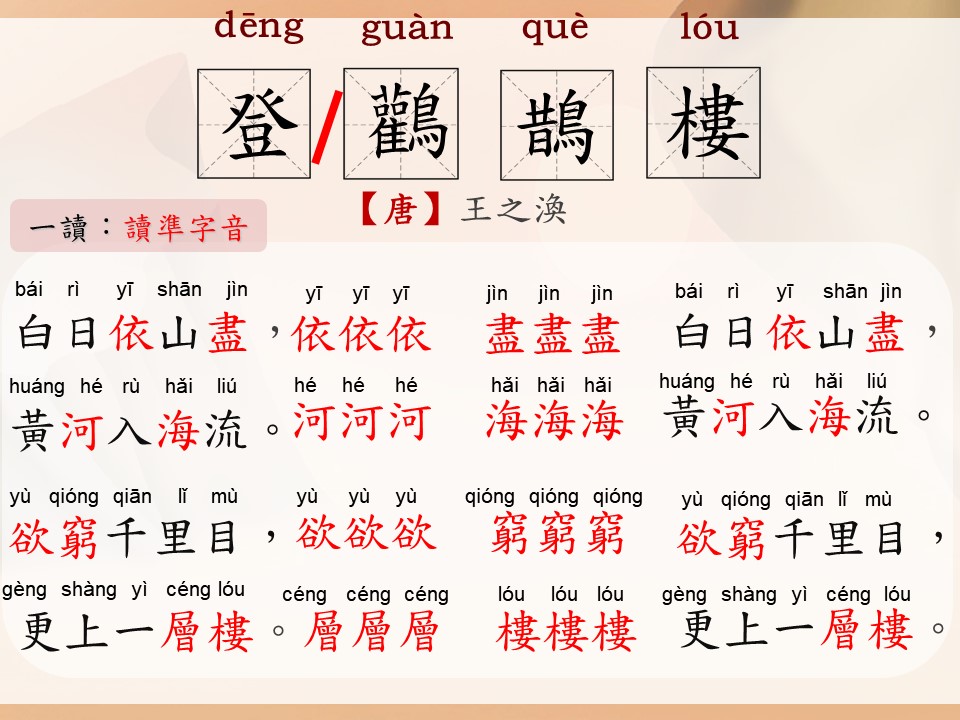 dēng guàn què lóu
登/鸛鵲樓
【唐】王之渙
一讀：讀準字音
bái rì yī shān jìn yī yī yī jìn jìn jìn bái rì yī shān jìn
白日依山盡，依依依 盡盡盡 白日依山盡，
huáng hé rù hǎi liú hé hé hé hǎi hǎi hǎi huáng hé rù hǎi liú
黃河入海流。河河河 海海海 黃河入海流。
yù qióng qiān lǐ mù yù yù yù qióng qióng qióng yù qióng qiān lǐ mù
欲窮千里目，欲欲欲 窮窮窮 欲窮千里目，
gèng shàng yì céng lóu céng céng céng lóu lóu lóu gèng shàng yì céng lóu
更上一層樓。層層層 樓樓樓 更上一層樓。